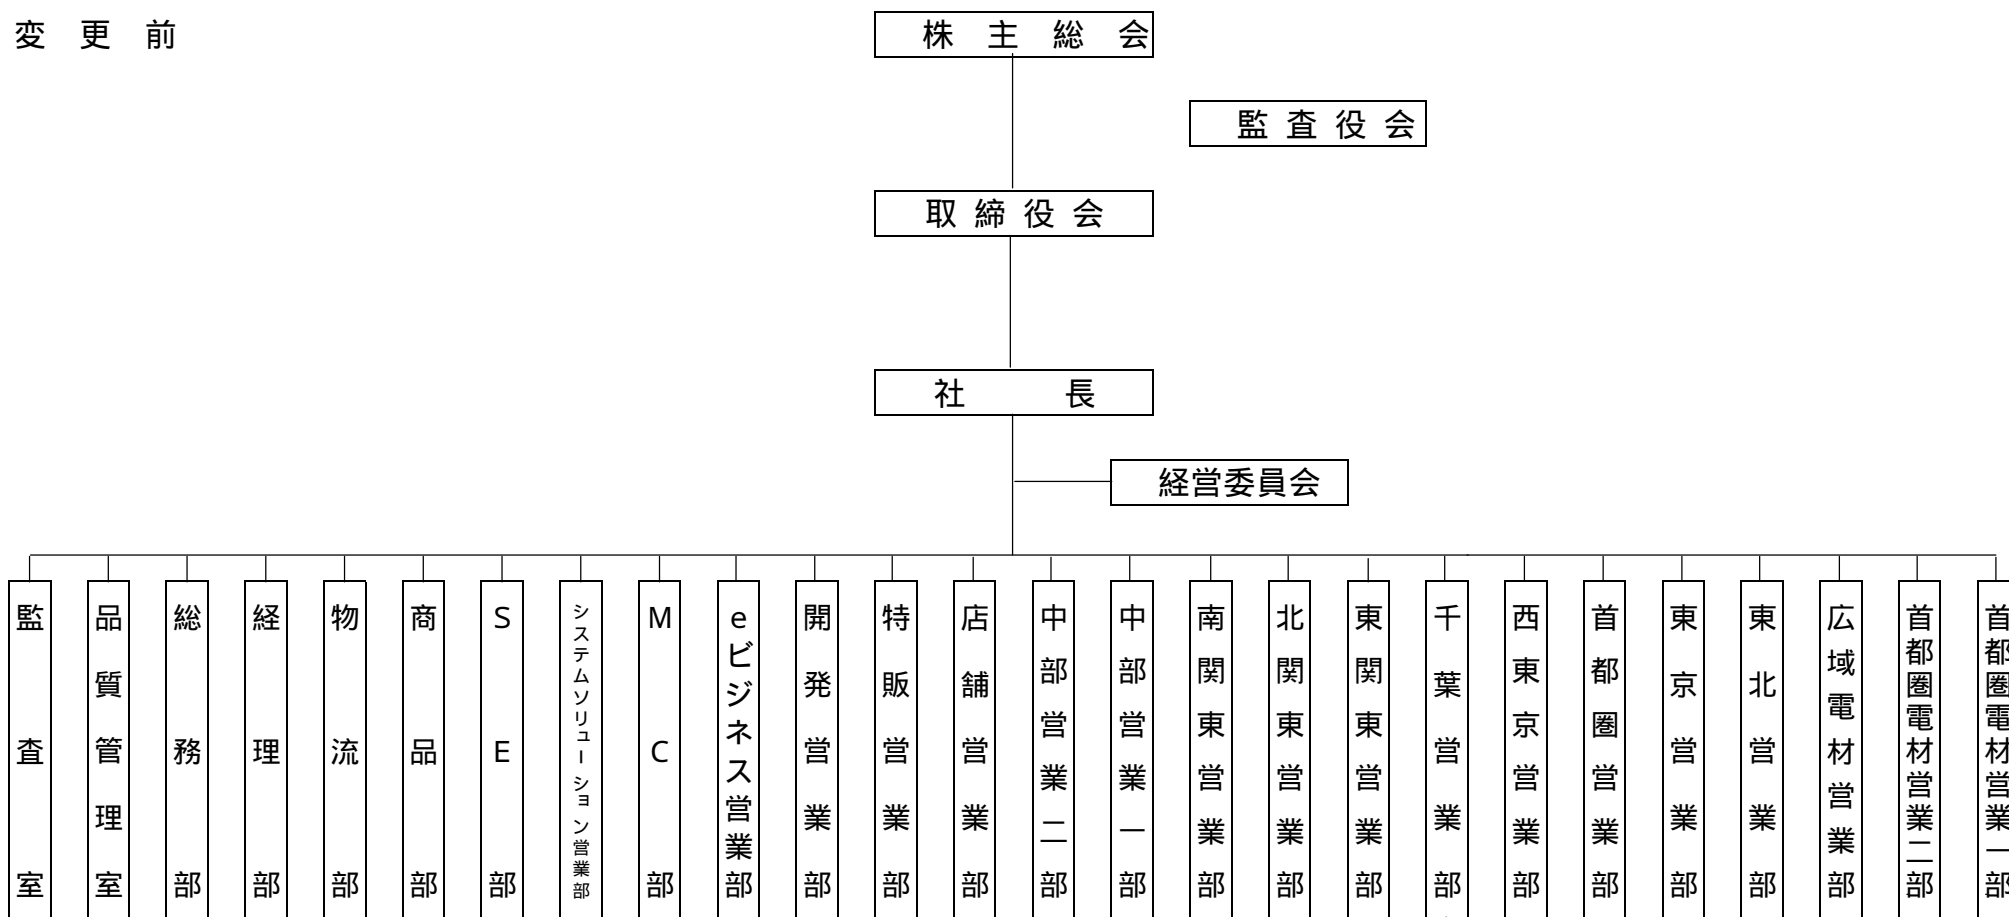 変更前
株主総会
監査役会
取締役会
社長
経営委員会
監査室
品質管理室
総務部
経理部
物流部
商品部
SE部
システムソリューション営業部
MC部
eビジネス営業部
開発営業部
特販営業部
店舗営業部
中部営業二部
中部営業一部
南関東営業部
北関東営業部
東関東営業部
千葉営業部
西東京営業部
首都圏営業部
東京営業部
東北営業部
広域電材営業部
首都圏電材営業二部
首都圏電材営業一部